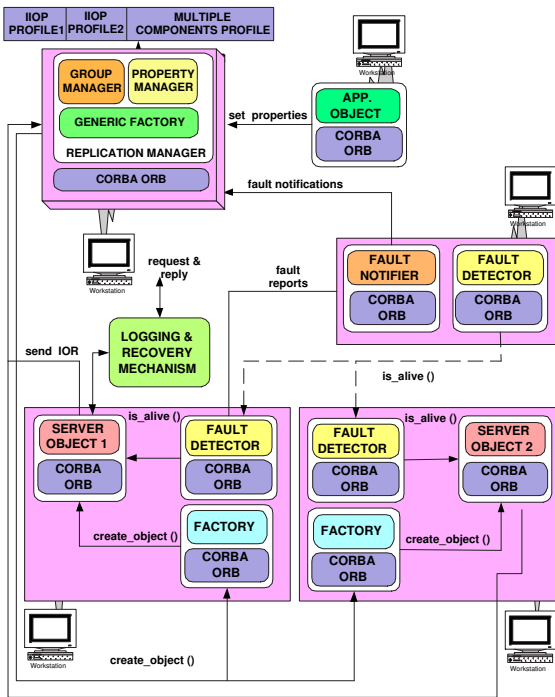 IIOP
PROFILE1
IIOP
PROFILE2
MULTIPLE
COMPONENTS PROFILE
GROUP
MANAGER
PROPERTY
MANAGER
GENERIC FACTORY
REPLICATION MANAGER
CORBA ORB
Workstation
set properties
APP.
OBJECT
CORBA
ORB
Workstation
fault notifications
Workstation
request &
reply
fault
reports
FAULT
NOTIFIER
CORBA
ORB
FAULT
DETECTOR
CORBA
ORB
LOGGING &
RECOVERY
MECHANISM
send IOR
is_alive ()
is_alive ()
SERVER
OBJECT 1
CORBA
ORB
FAULT
DETECTOR
CORBA
ORB
is_alive ()
FAULT
DETECTOR
CORBA
ORB
SERVER
OBJECT 2
CORBA
ORB
create_object ()
FACTORY
CORBA
ORB
FACTORY
CORBA
ORB
create_object ()
Workstation
create_object ()
Workstation